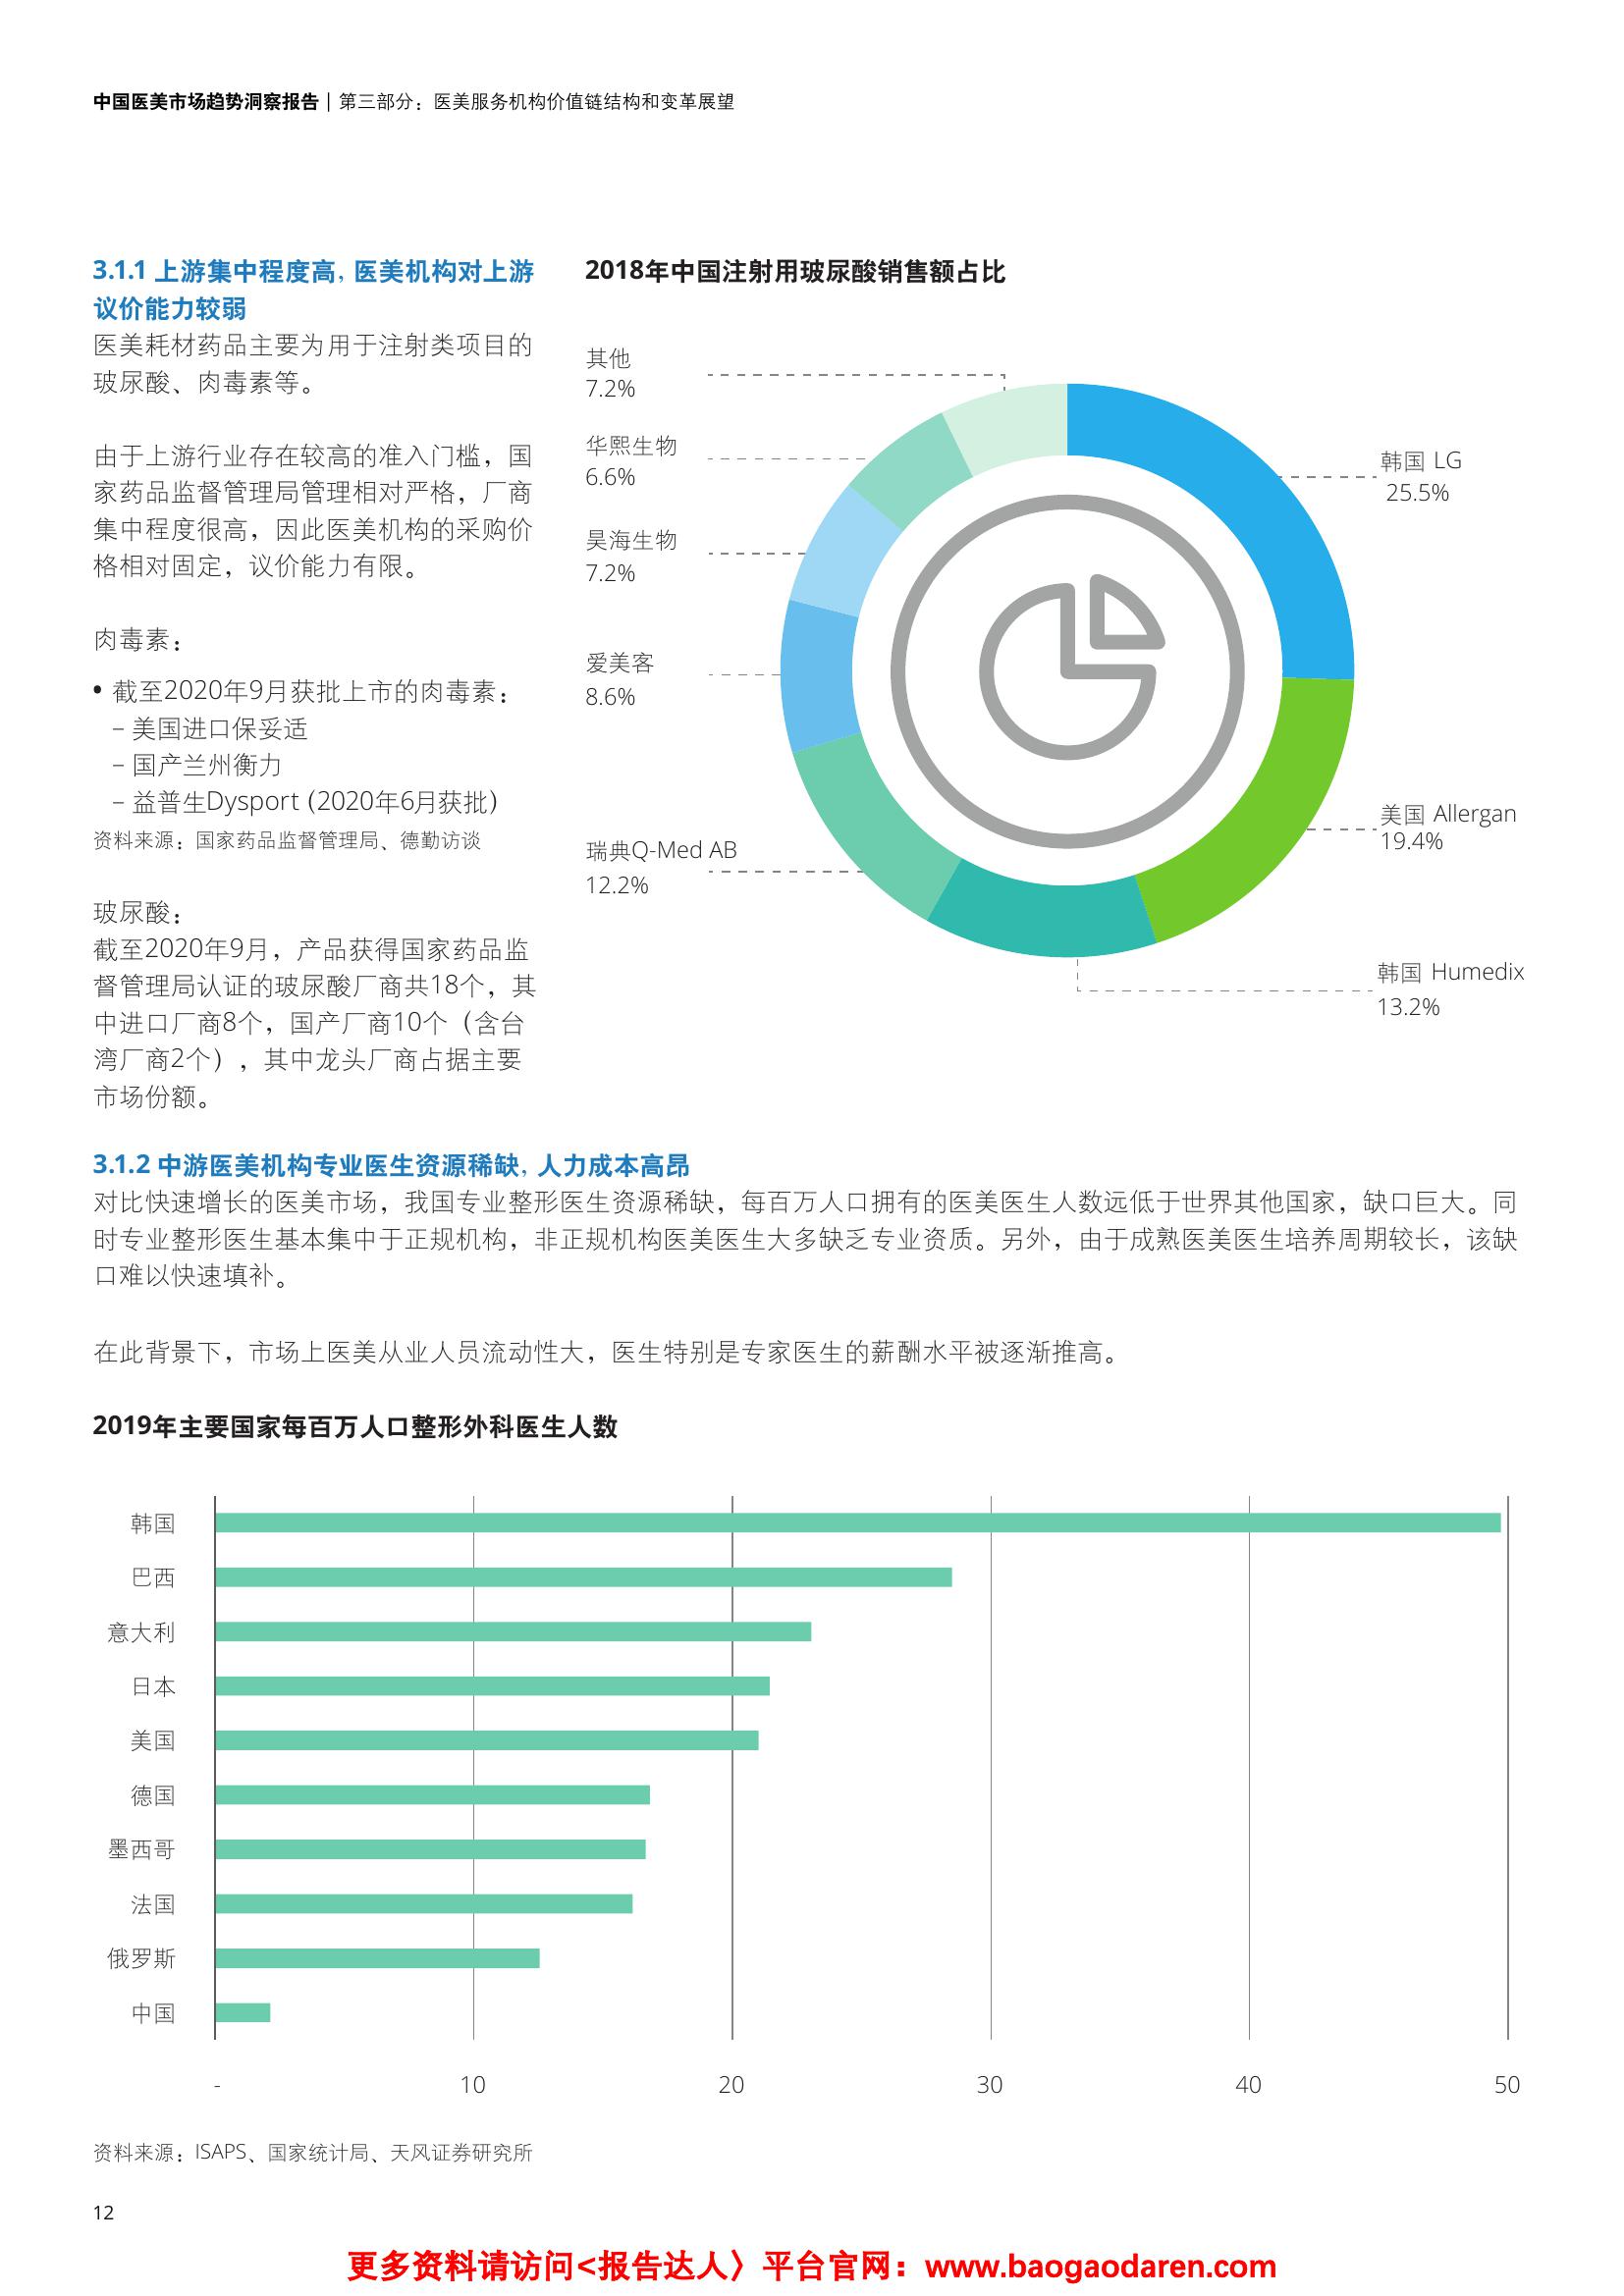 中国医美市场趋势洞察报告 | 第三部分：医美服务机构价值链结构和变革展望
3.1.1 上游集中程度高，医美机构对上游
议价能力较弱
医美耗材药品主要为用于注射类项目的
玻尿酸、肉毒素等。
由于上游行业存在较高的准入门槛，国
家药品监督管理局管理相对严格，厂商
集中程度很高，因此医美机构的采购价
格相对固定，议价能力有限。
肉毒素：
• 截至2020年9月获批上市的肉毒素：
– 美国进口保妥适
– 国产兰州衡力
– 益普生Dysport (2020年6月获批)
资料来源：国家药品监督管理局、德勤访谈
玻尿酸：
截至2020年9月，产品获得国家药品监
督管理局认证的玻尿酸厂商共18个，其
中进口厂商8个，国产厂商10个（含台
湾厂商2个），其中龙头厂商占据主要
市场份额。
2018年中国注射用玻尿酸销售额占比
其他
7.2%
华熙生物
6.6%
昊海生物
7.2%
爱美客
8.6%
瑞典Q-Med AB
12.2%
韩国 LG
25.5%
美国 Allergan
19.4%
韩国 Humedix
13.2%
3.1.2 中游医美机构专业医生资源稀缺，人力成本高昂
对比快速增长的医美市场，我国专业整形医生资源稀缺，每百万人口拥有的医美医生人数远低于世界其他国家，缺口巨大。同
时专业整形医生基本集中于正规机构，非正规机构医美医生大多缺乏专业资质。另外，由于成熟医美医生培养周期较长，该缺
口难以快速填补。
在此背景下，市场上医美从业人员流动性大，医生特别是专家医生的薪酬水平被逐渐推高。
2019年主要国家每百万人口整形外科医生人数
韩国
巴西
意大利
日本
美国
德国
墨西哥
法国
俄罗斯
中国
- 10 20 30 40 50
资料来源：ISAPS、国家统计局、天风证券研究所
12
更多资料请访问<报告达人〉平台官网：www.baogaodaren.com